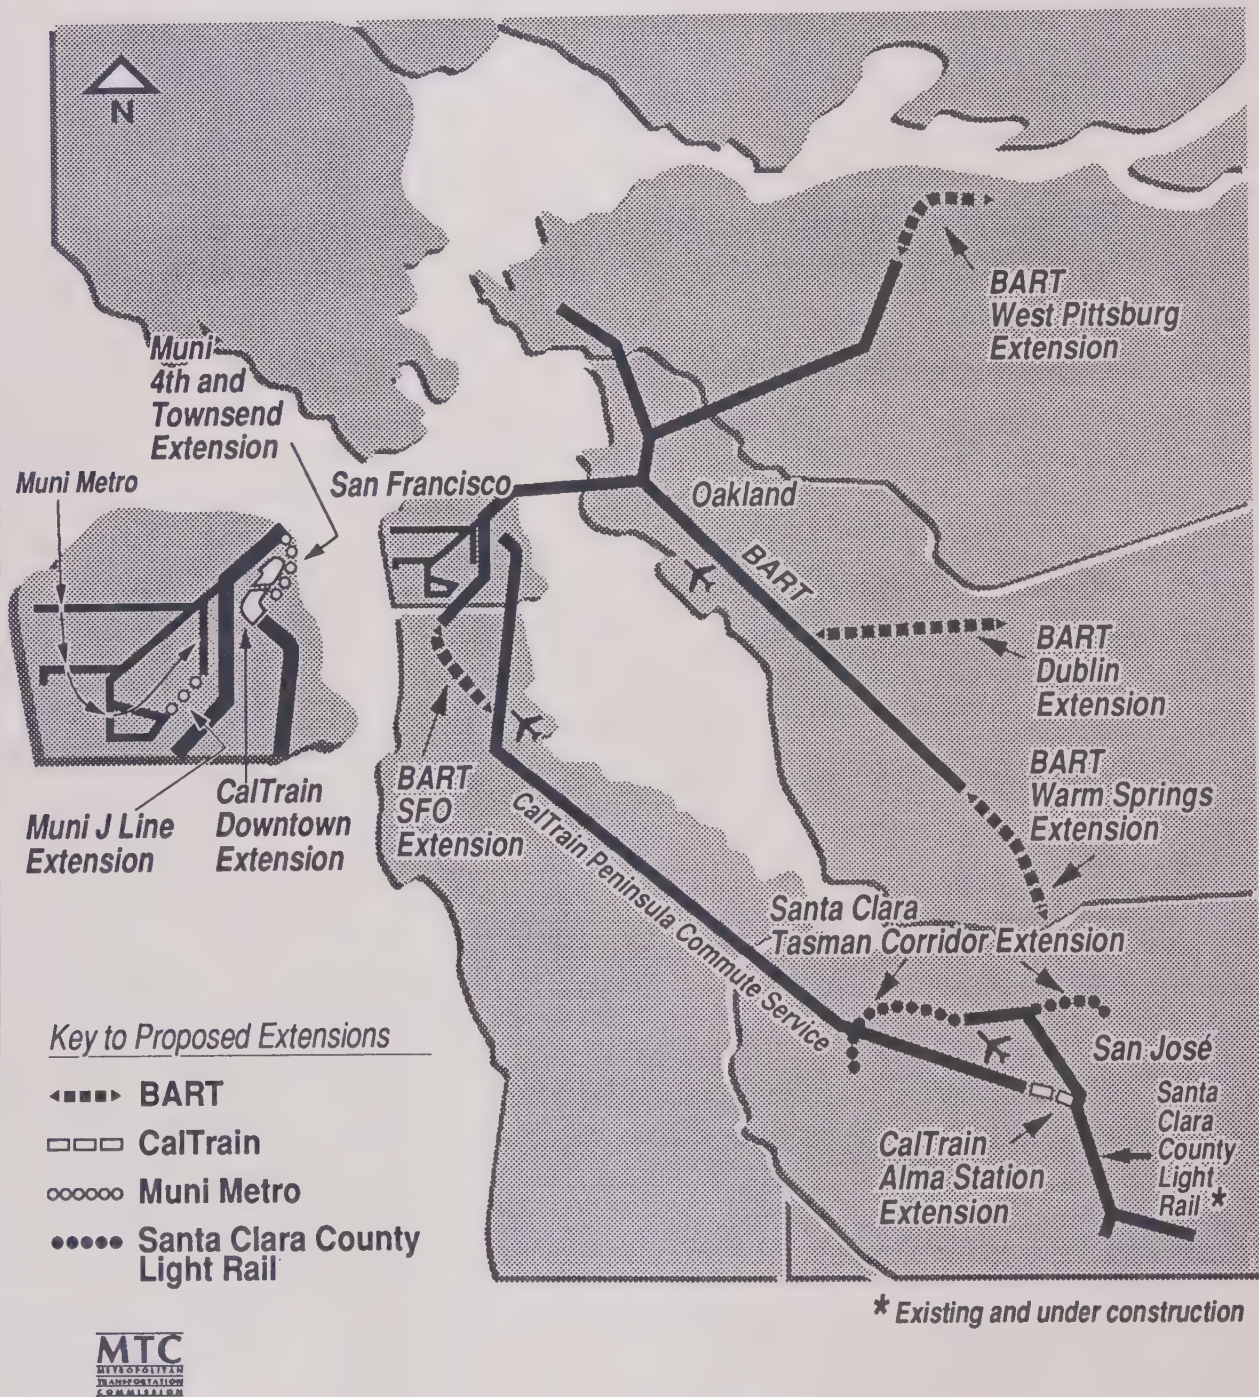 N
BART
West Pittsburg
Extension
Muni
4th and
Townsend
Extension
Muni Metro
San Francisco
Oakland
BART
BART
Dublin
Extension
BART
Warm Springs
Extension
Muni J Line
Extension
CalTrain
Downtown
Extension
BART
SFO
Extension
CalTrain Peninsula Commute Service
Santa Clara
Tasman Corridor Extension
San José
Santa
Clara
County
Light
Rail *
CalTrain
Alma Station
Extension
Key to Proposed Extensions
BART
CalTrain
Muni Metro
Santa Clara County
Light Rail
* Existing and under construction
MTC
METROPOLITAN
TRANSPORTATION
COMMISSION